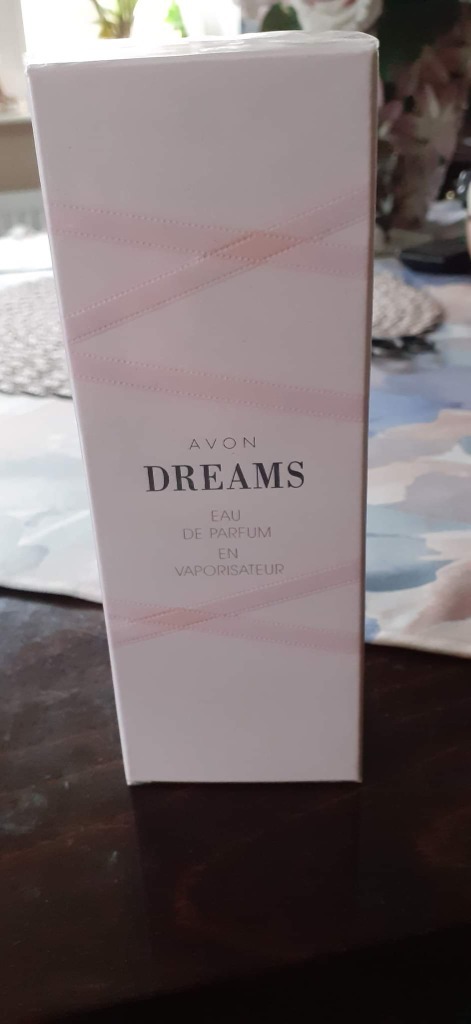 AVON
DREAMS
EAU
DE PARFUM
EN
VAPORISATEUR